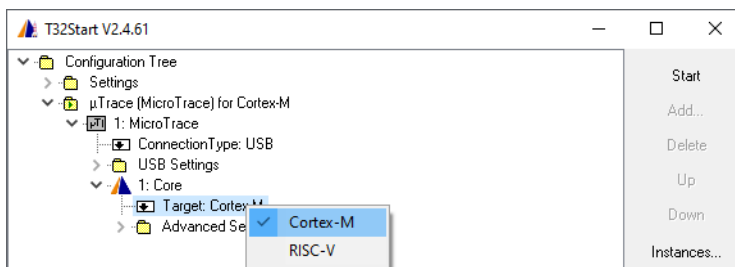 T32Start V2.4.61
Configuration Tree
Settings
µTrace (MicroTrace) for Cortex-M
1: MicroTrace
ConnectionType: USB
USB Settings
1: Core
Target: Cortex-M
Advanced Se
Cortex-M
RISC-V
Start
Add...
Delete
Up
Down
Instances...